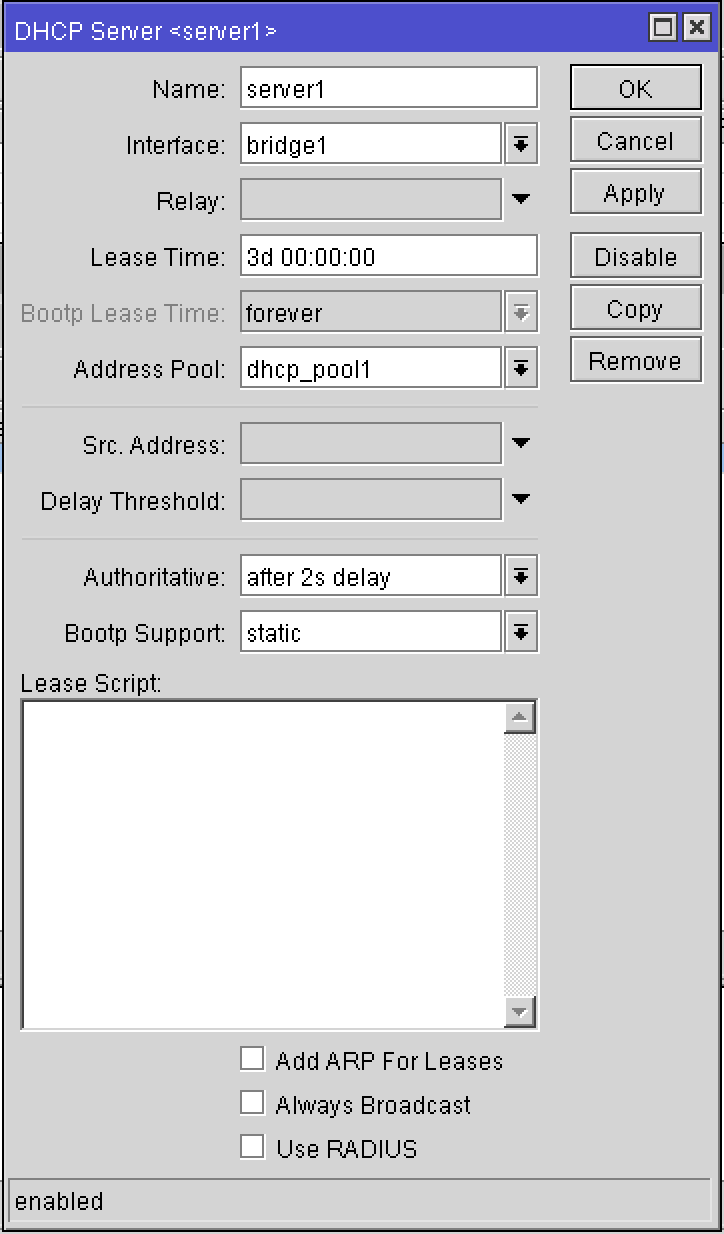 DHCP Server <server1>
Name: server1
OK
Interface: bridge1
Cancel
Relay:
Apply
Lease Time: 3d 00:00:00
Disable
Bootp Lease Time: forever
Copy
Address Pool: dhcp_pool1
Remove
Src. Address:
Delay Threshold:
Authoritative: after 2s delay
Bootp Support: static
Lease Script:
Add ARP For Leases
Always Broadcast
Use RADIUS
enabled